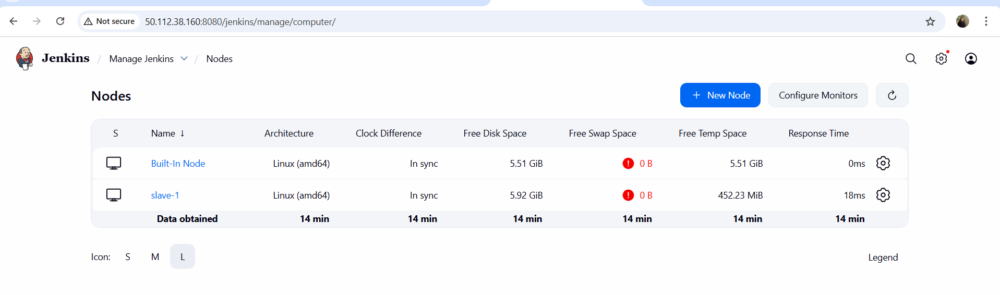 Not secure 50.112.38.160:8080/jenkins/manage/computer/
Jenkins / Manage Jenkins / Nodes
Nodes
+ New Node Configure Monitors
S Name ↓ Architecture Clock Difference Free Disk Space Free Swap Space Free Temp Space Response Time
Built-In Node Linux (amd64) In sync 5.51 GiB 0 B 5.51 GiB 0ms
slave-1 Linux (amd64) In sync 5.92 GiB 0 B 452.23 MiB 18ms
Data obtained 14 min 14 min 14 min 14 min 14 min 14 min
Icon: S M L Legend